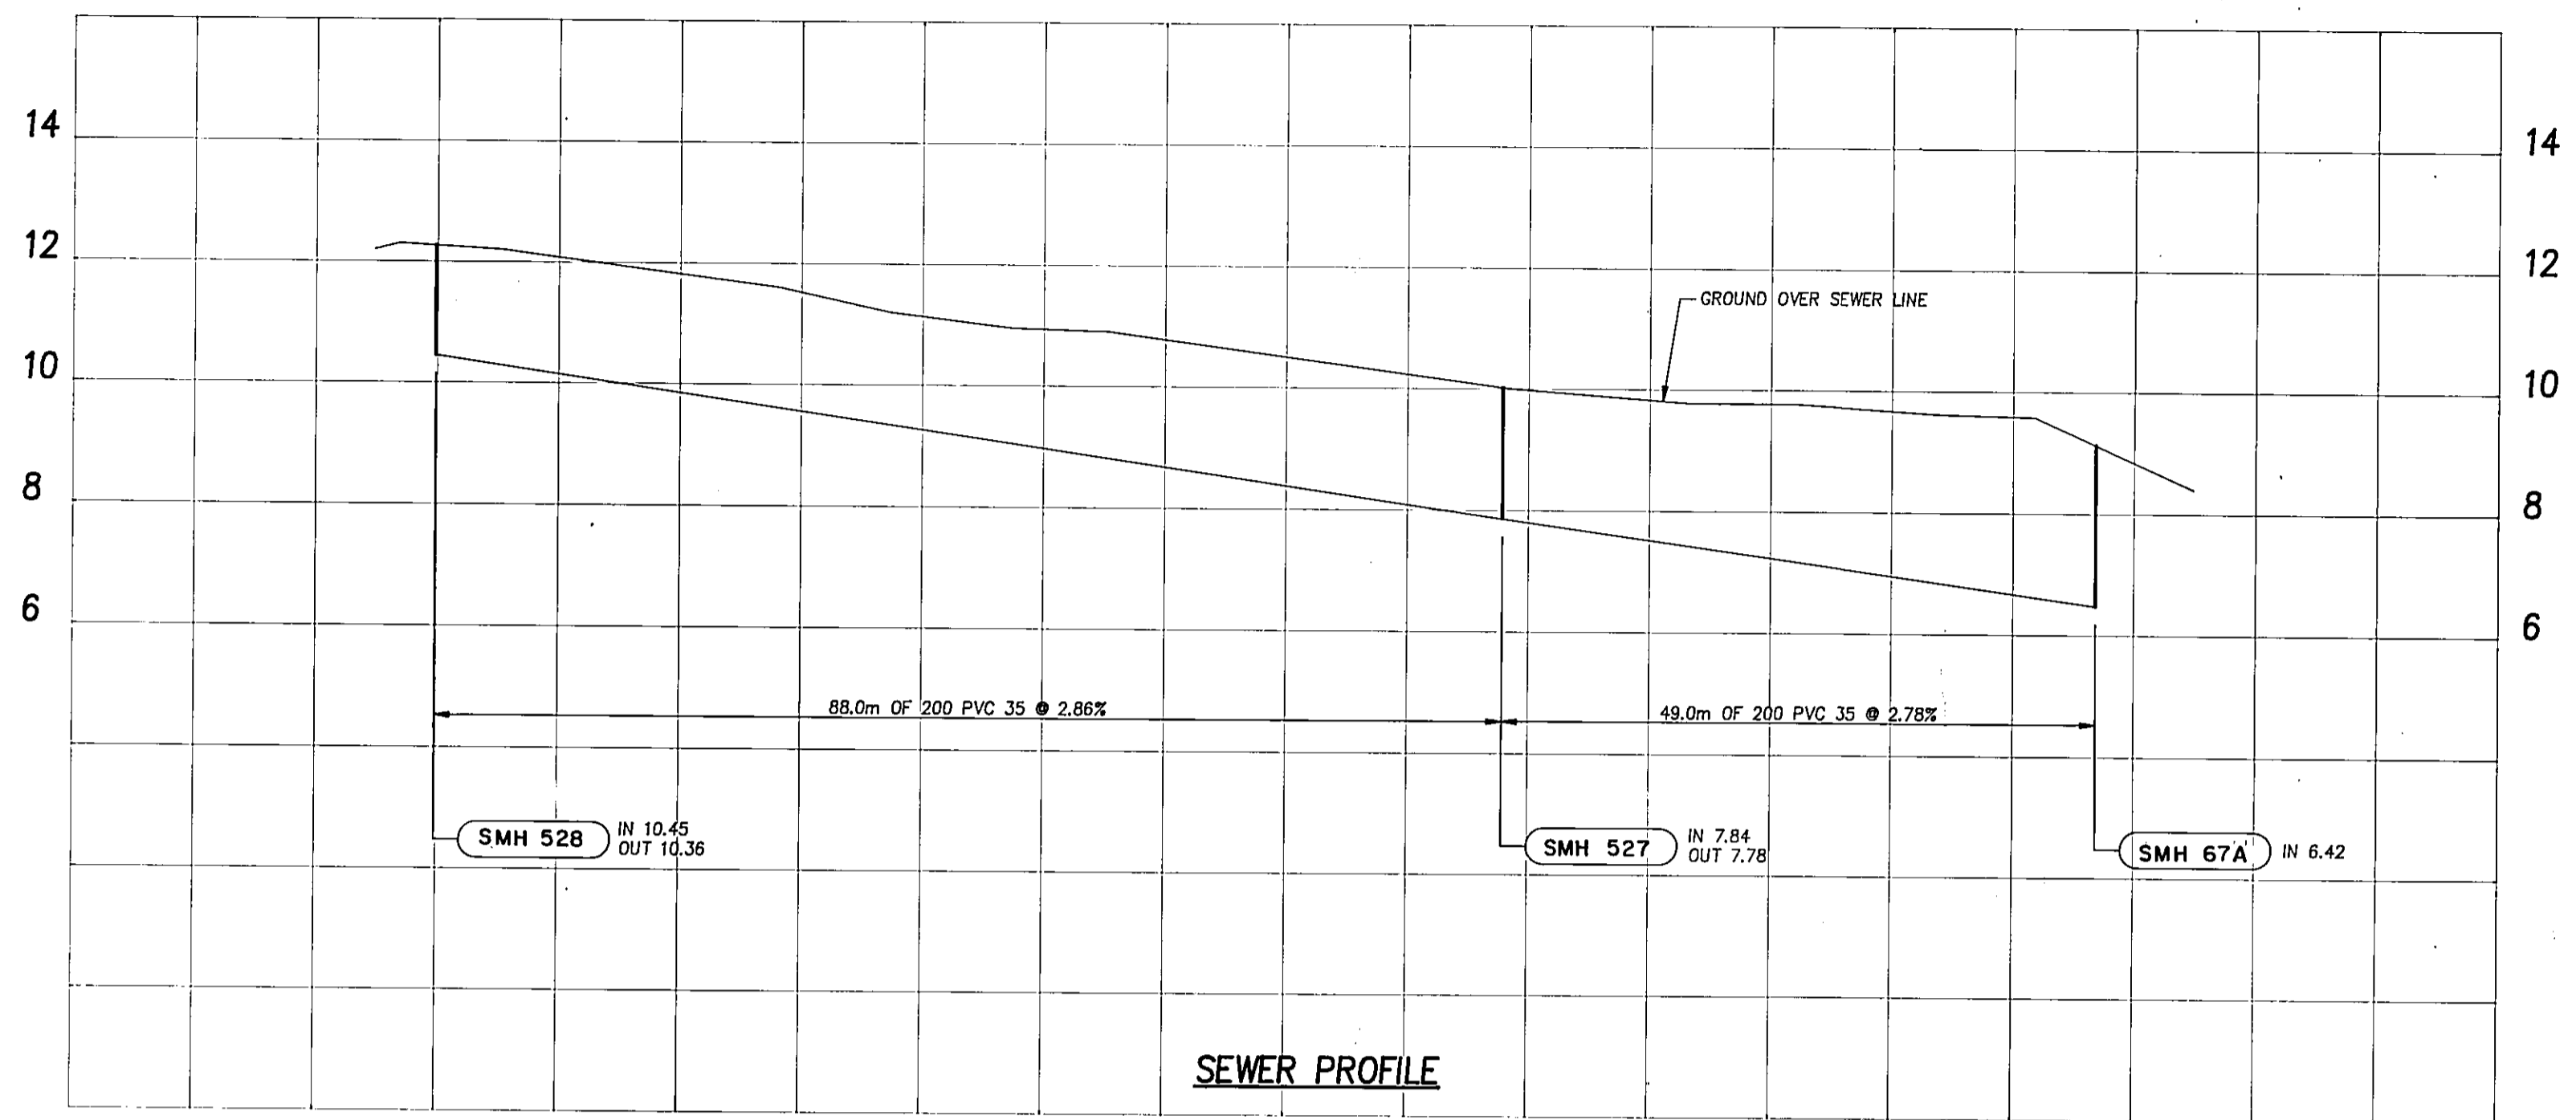 14
14
12
12
GROUND OVER SEWER LINE
10
10
8
8
6
6
88.0m OF 200 PVC 35 @ 2.86%
49.0m OF 200 PVC 35 @ 2.78%
SMH 528
IN 10.45
OUT 10.36
SMH 527
IN 7.84
OUT 7.78
SMH 67A
IN 6.42
SEWER PROFILE